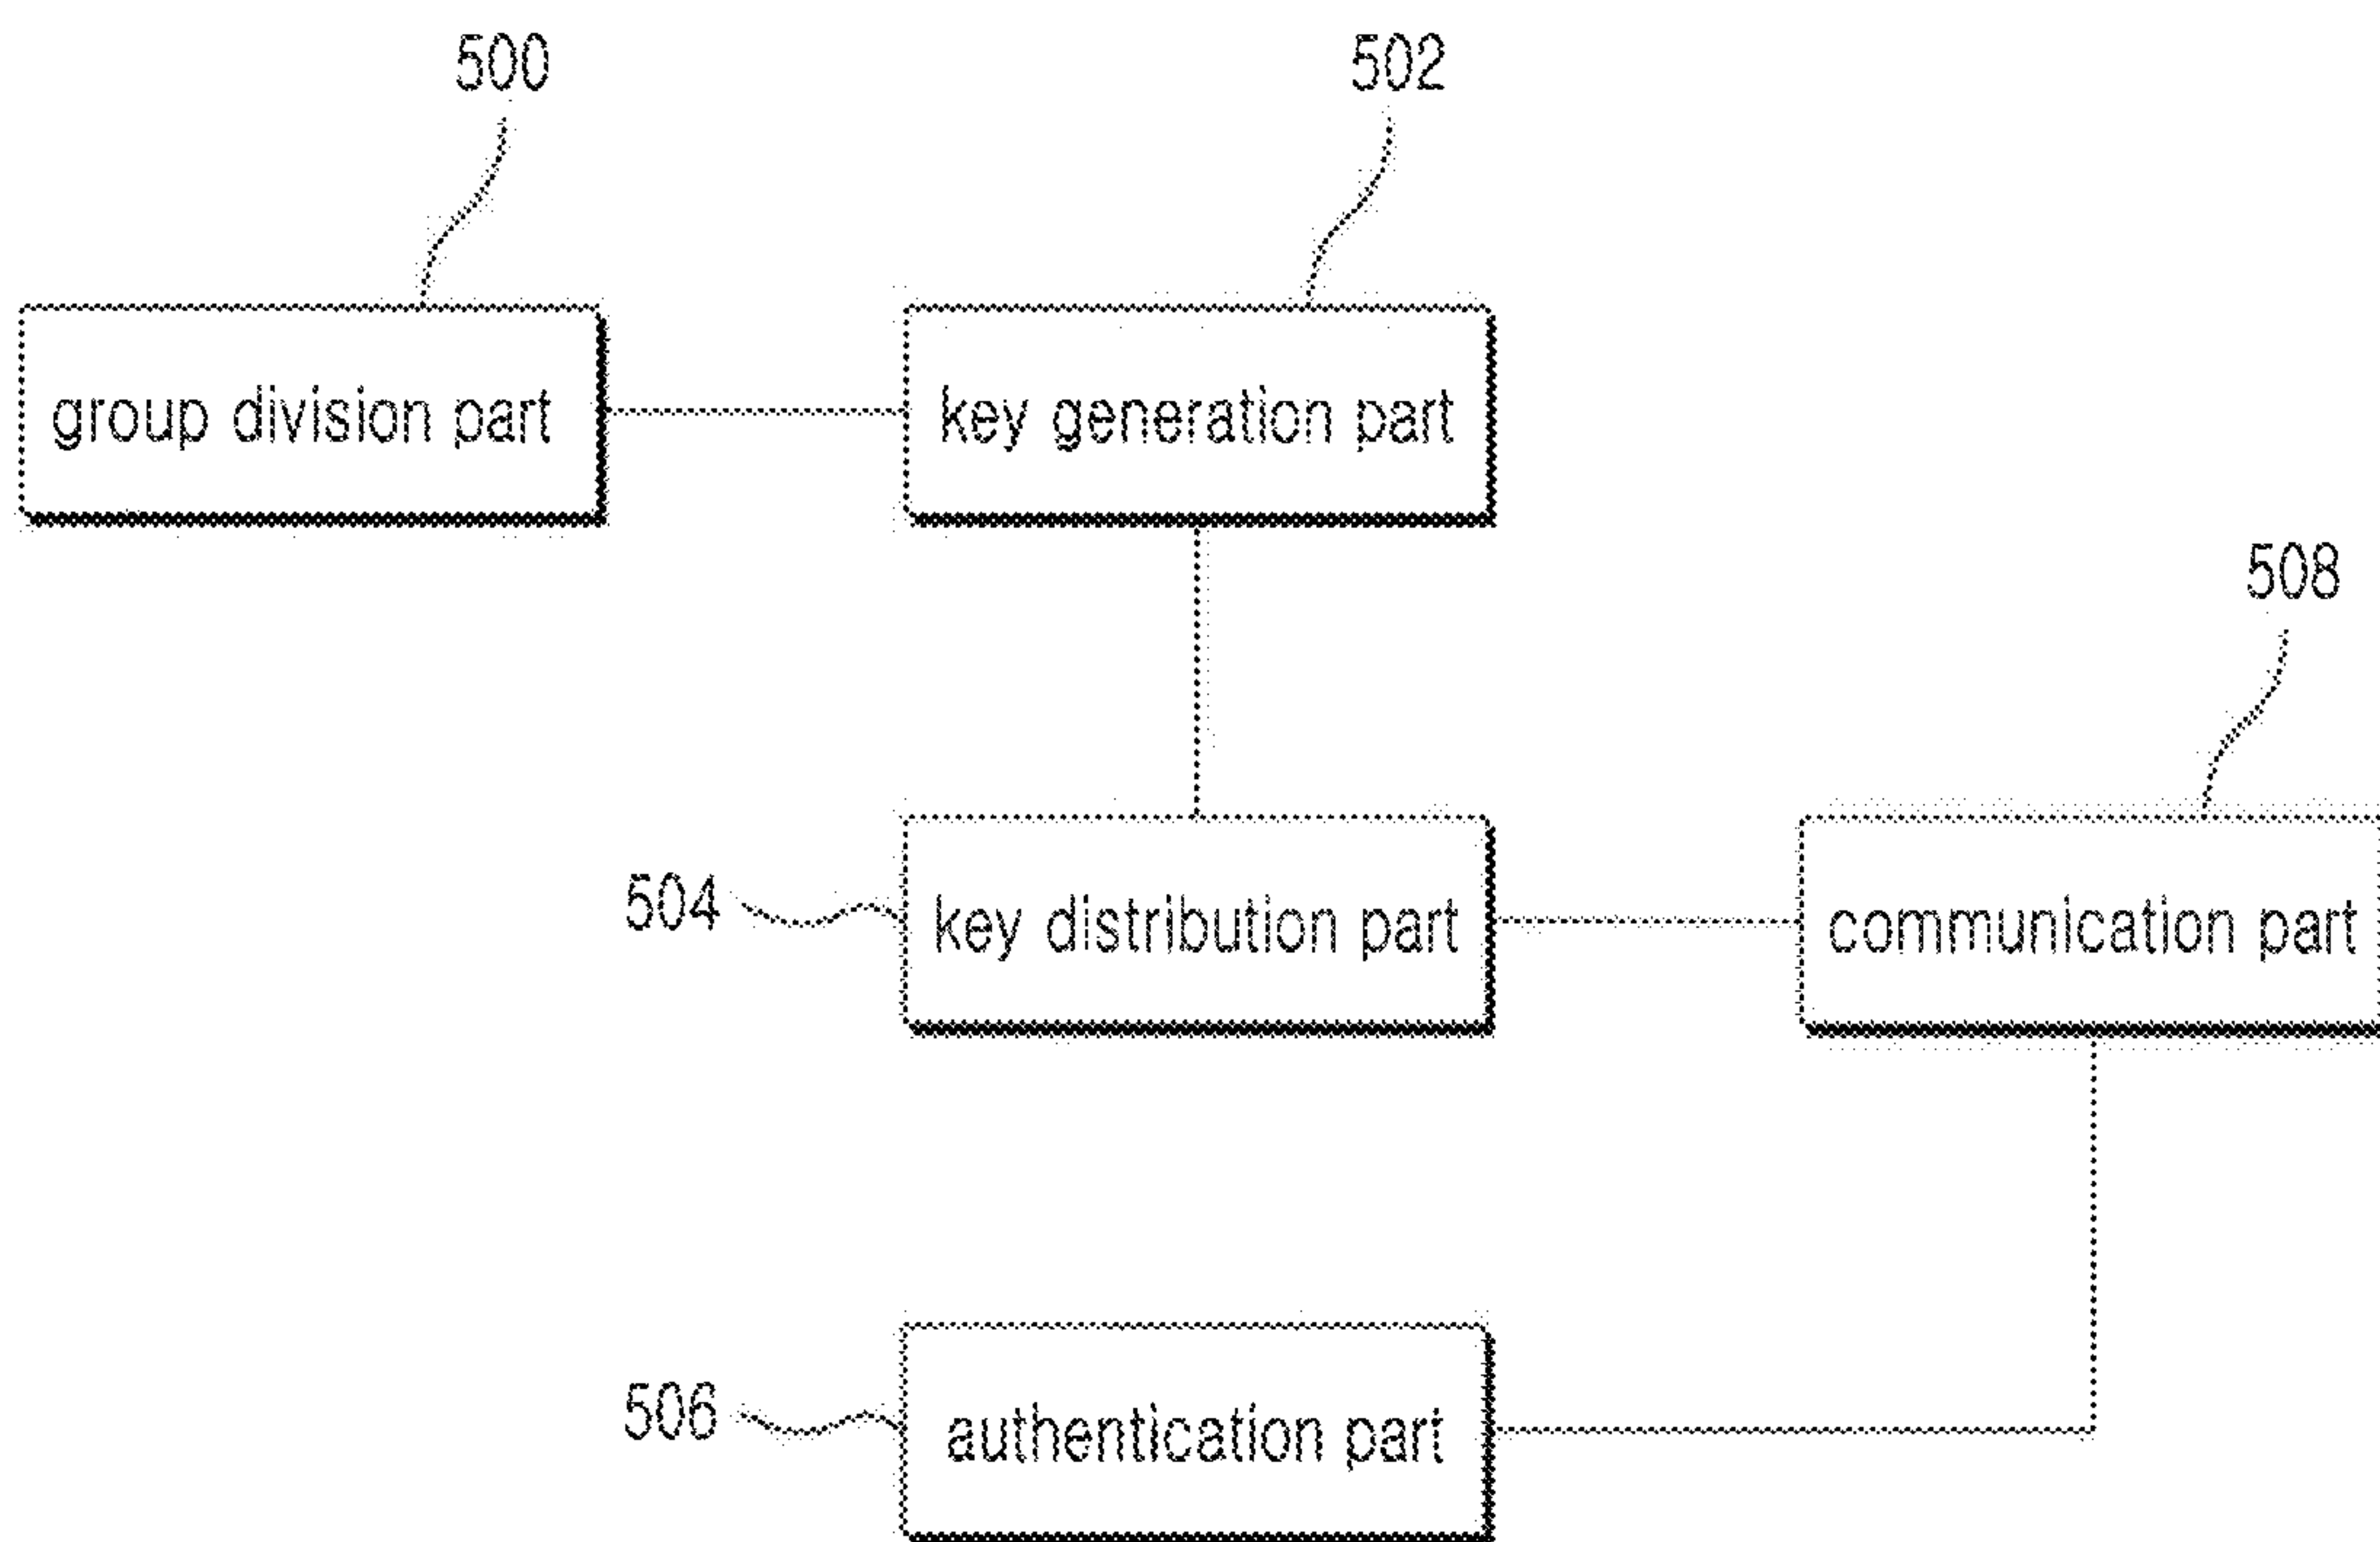 500
502
group division part
key generation part
508
504
key distribution part
communication part
506
authentication part